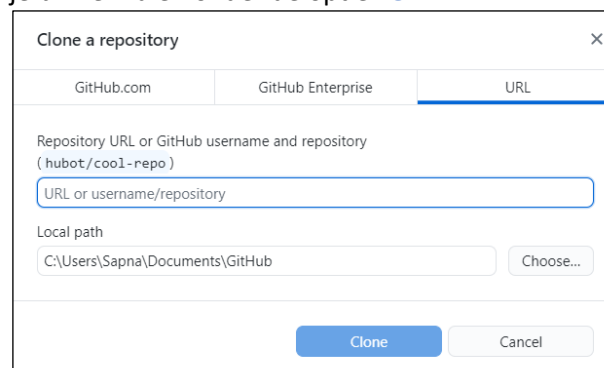 Clone a repository
GitHub.com GitHub Enterprise URL
Repository URL or GitHub username and repository
(hubot/cool-repo)
URL or username/repository
Local path
C:\Users\Sapna\Documents\GitHub Choose...
Clone Cancel